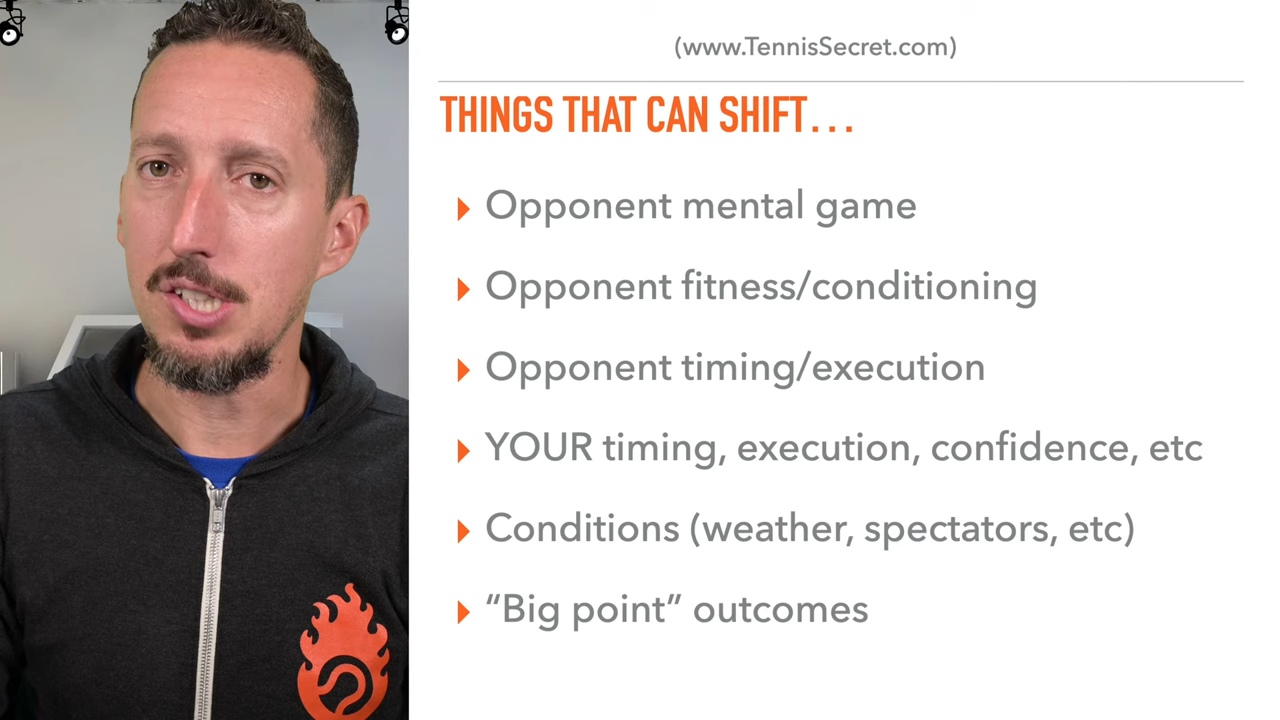 (www.TennisSecret.com)
THINGS THAT CAN SHIFT...
Opponent mental game
Opponent fitness/conditioning
Opponent timing/execution
YOUR timing, execution, confidence, etc
Conditions (weather, spectators, etc)
“Big point” outcomes